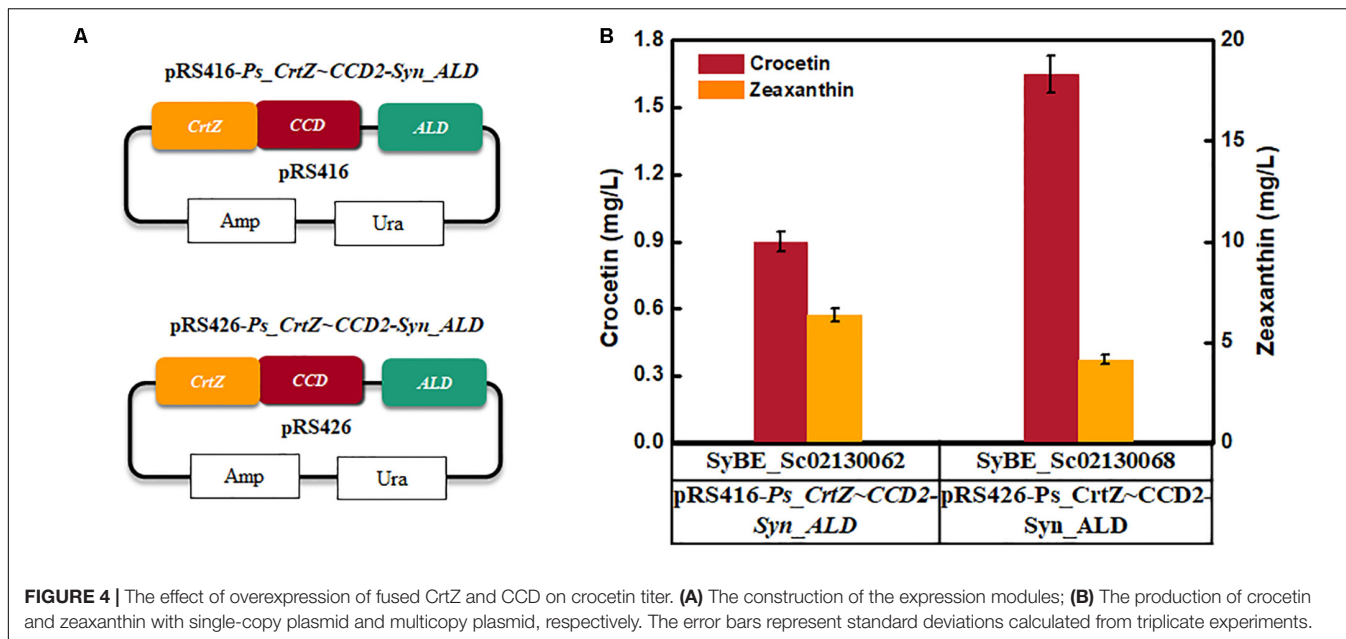 A
pRS416-Ps_CrtZ~CCD2-Syn_ALD
CrtZ
CCD
ALD
pRS416
Amp
Ura
pRS426-Ps_CrtZ~CCD2-Syn_ALD
CrtZ
CCD
ALD
pRS426
Amp
Ura
B
Crocetin
Zeaxanthin
Crocetin (mg/L)
1.8
1.5
1.2
0.9
0.6
0.3
0.0
Zeaxanthin (mg/L)
20
15
10
5
0
SyBE_Sc02130062
SyBE_Sc02130068
pRS416-Ps_CrtZ~CCD2-
Syn_ALD
pRS426-Ps_CrtZ~CCD2-
Syn_ALD
FIGURE 4 | The effect of overexpression of fused CrtZ and CCD on crocetin titer. (A) The construction of the expression modules; (B) The production of crocetin
and zeaxanthin with single-copy plasmid and multicopy plasmid, respectively. The error bars represent standard deviations calculated from triplicate experiments.